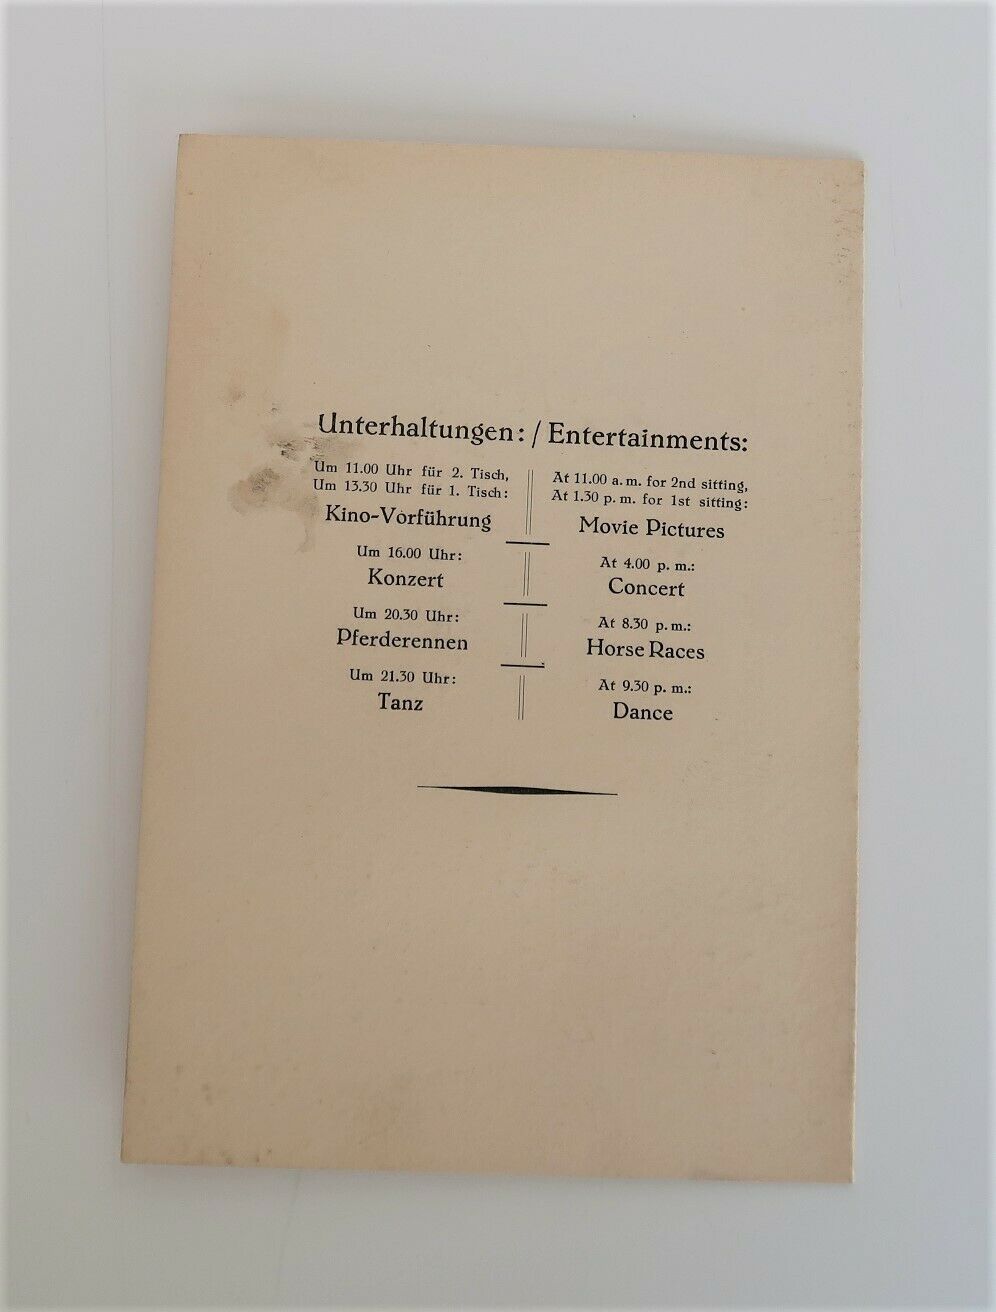 Unterhaltungen: / Entertainments:
Um 11.00 Uhr für 2. Tisch,
Um 13.30 Uhr für 1. Tisch:
Kino-Vorführung
Um 16.00 Uhr:
Konzert
Um 20.30 Uhr:
Pferderennen
Um 21.30 Uhr:
Tanz
At 11.00 a.m. for 2nd sitting,
At 1.30 p.m. for 1st sitting:
Movie Pictures
At 4.00 p. m.:
Concert
At 8.30 p.m.:
Horse Races
At 9.30 p. m.:
Dance